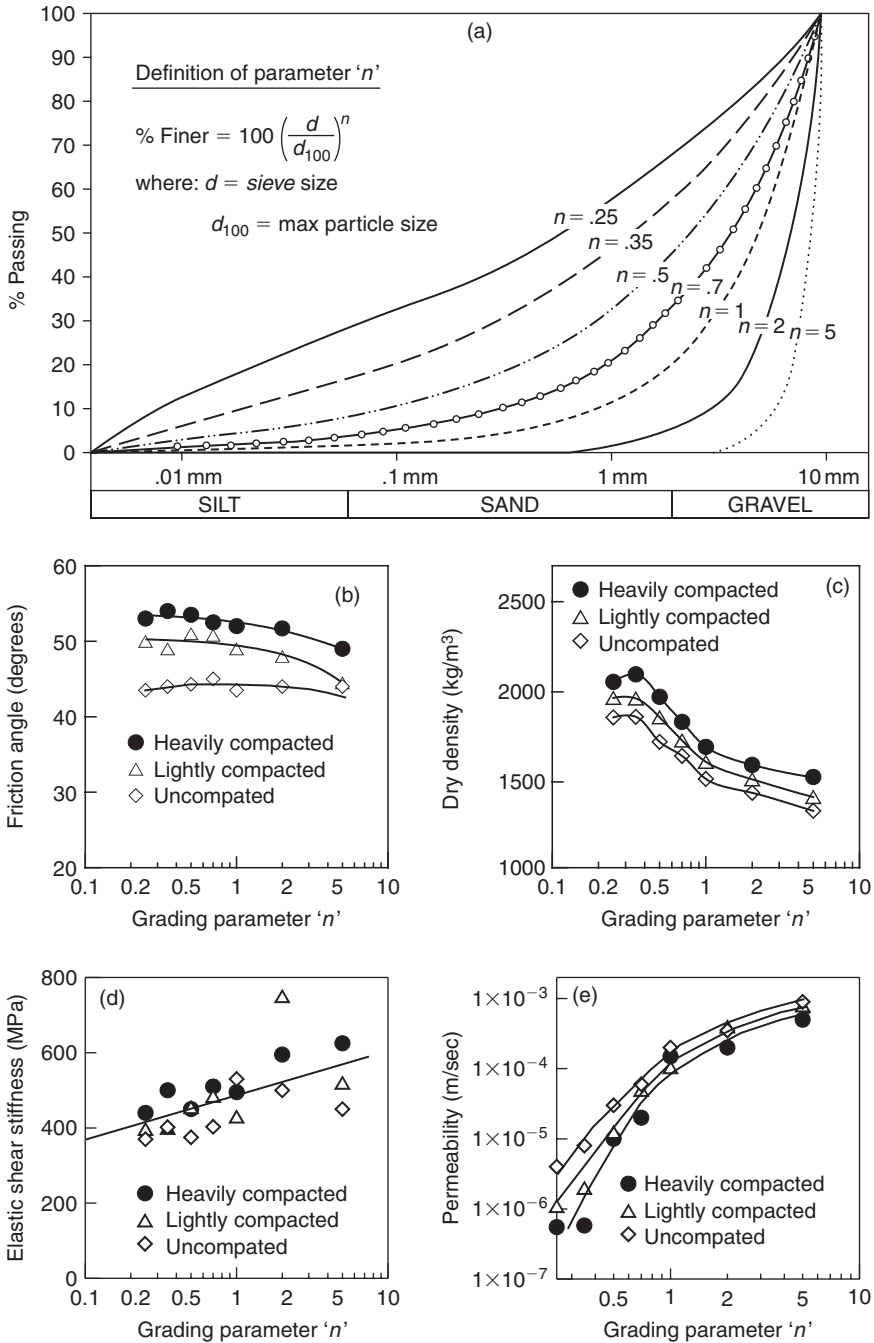 (a)
Definition of parameter ‘n’
% Finer = 100 (d/d100)^n
where: d = sieve size
d100 = max particle size
% Passing
100
90
80
70
60
50
40
30
20
10
0
n = .25
n = .35
n = .5
n = .7
n = 1
n = 2
n = 5
.01 mm
.1 mm
1 mm
10 mm
SILT
SAND
GRAVEL
(b)
Friction angle (degrees)
60
50
40
30
20
Heavily compacted
Lightly compacted
Uncompated
0.1 0.2 0.5 1 2 5 10
Grading parameter ‘n’
(c)
Dry density (kg/m³)
2500
2000
1500
1000
Heavily compacted
Lightly compacted
Uncompated
0.1 0.2 0.5 1 2 5 10
Grading parameter ‘n’
(d)
Elastic shear stiffness (MPa)
800
600
400
200
0
Heavily compacted
Lightly compacted
Uncompated
0.1 0.2 0.5 1 2 5 10
Grading parameter ‘n’
(e)
Permeability (m/sec)
1×10⁻³
1×10⁻⁴
1×10⁻⁵
1×10⁻⁶
1×10⁻⁷
Heavily compacted
Lightly compacted
Uncompated
0.5 1 2 5 10
Grading parameter ‘n’